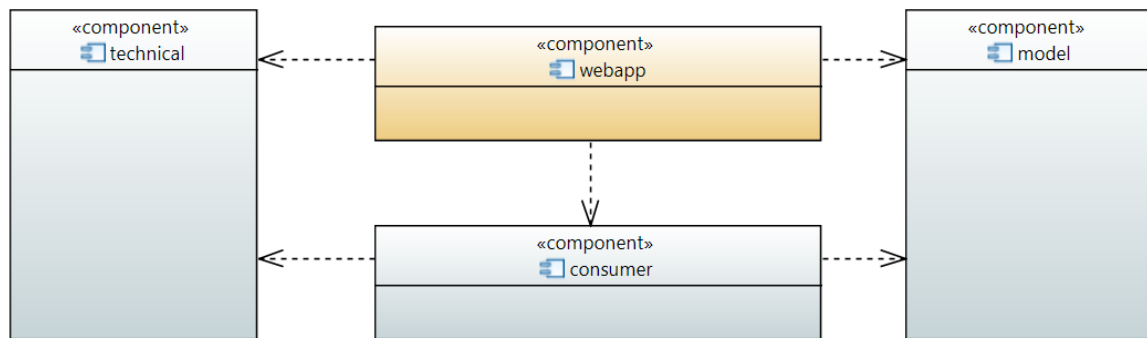 «component»
technical
«component»
webapp
«component»
model
«component»
consumer